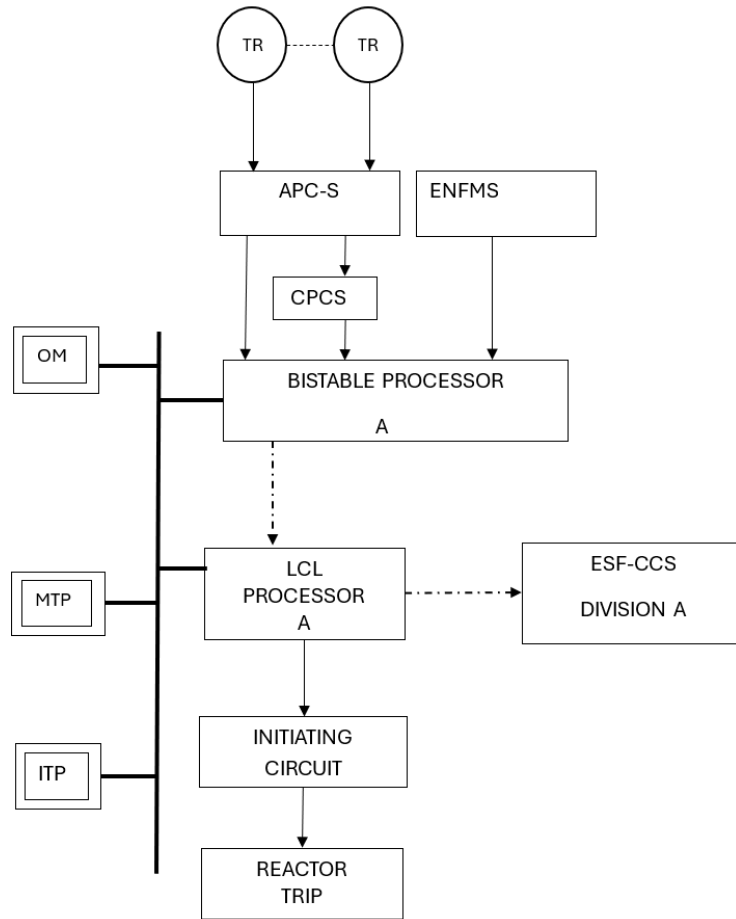 TR
TR
APC-S
ENFMS
CPCS
OM
BISTABLE PROCESSOR
A
MTP
LCL
PROCESSOR
A
ESF-CCS
DIVISION A
INITIATING
CIRCUIT
ITP
REACTOR
TRIP